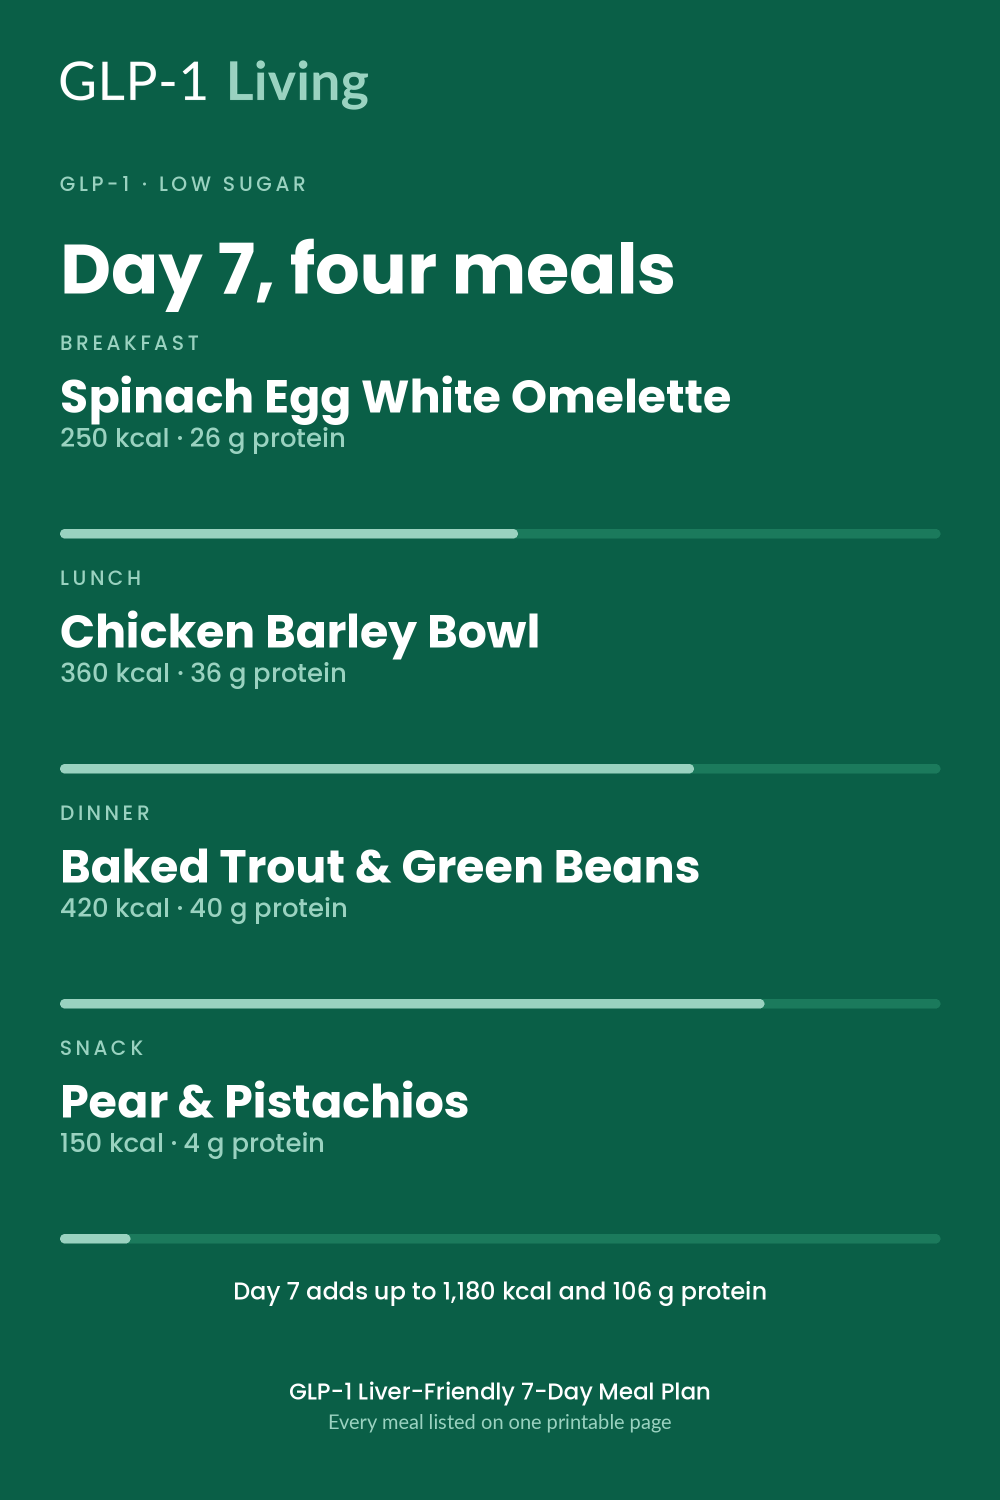 GLP-1 Living
GLP-1 · LOW SUGAR
Day 7, four meals
BREAKFAST
Spinach Egg White Omelette
250 kcal · 26 g protein
LUNCH
Chicken Barley Bowl
360 kcal · 36 g protein
DINNER
Baked Trout & Green Beans
420 kcal · 40 g protein
SNACK
Pear & Pistachios
150 kcal · 4 g protein
Day 7 adds up to 1,180 kcal and 106 g protein
GLP-1 Liver-Friendly 7-Day Meal Plan
Every meal listed on one printable page